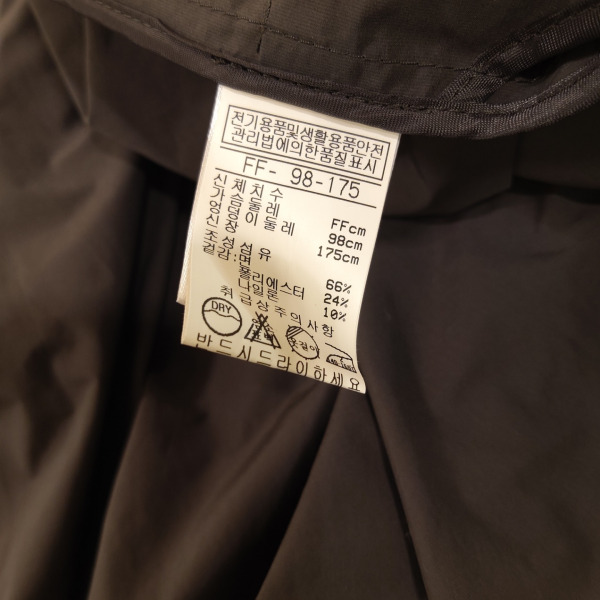 전기용품및생활용품안전
관리법에의한품질표시
FF- 98-175
신체치수
가슴둘레 FFcm
엉덩이둘레 98cm
신장 175cm
조성섬유
겉감:면 66%
폴리에스터 24%
나일론 10%
취급상주의사항
DRY
옷걸이
바드시드라이하세요